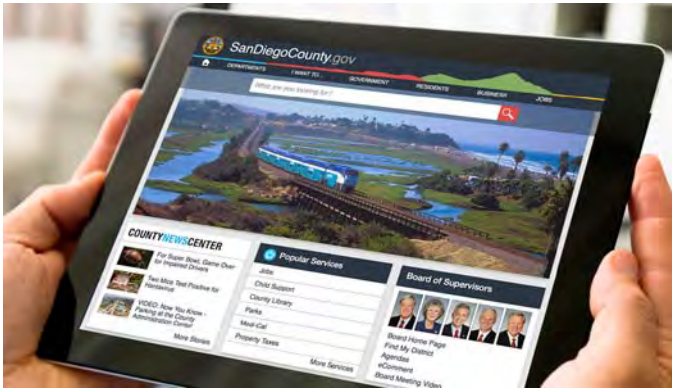 SanDiegoCounty.gov
DEPARTMENTS
I WANT TO...
GOVERNMENT
RESIDENTS
BUSINESS
JOBS
What are you looking for?
COUNTYNEWSCENTER
For Super Bowl, Game Over
for Impaired Drivers
Two Mice Test Positive for
Hantavirus
VIDEO: Now You Know -
Parking at the County
Administration Center
More Stories
Popular Services
Jobs
Child Support
County Library
Parks
Medi-Cal
Property Taxes
More Services
Board of Supervisors
Board Home Page
Find My District
Agendas
eComment
Board Meeting Video